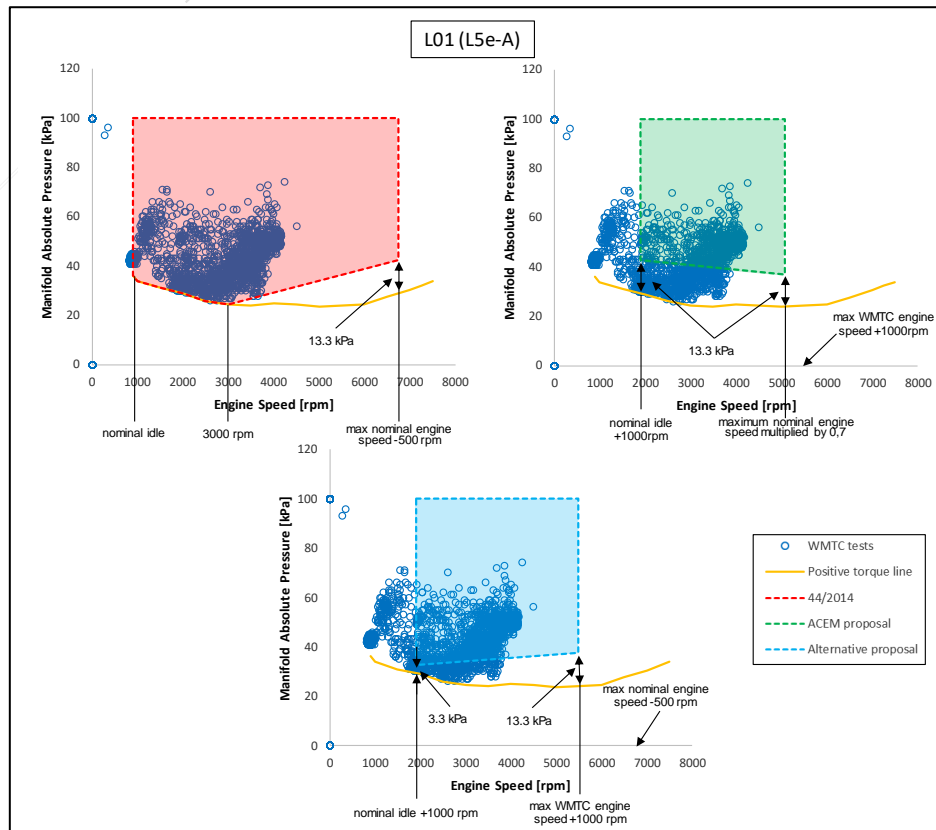 L01 (L5e-A)
120
100
80
60
40
20
0
Manifold Absolute Pressure [kPa]
13.3 kPa
0 1000 2000 3000 4000 5000 6000 7000 8000
Engine Speed [rpm]
nominal idle
3000 rpm
max nominal engine
speed -500 rpm
120
100
80
60
40
20
0
Manifold Absolute Pressure [kPa]
13.3 kPa
max WMTC engine
speed +1000rpm
0 1000 2000 3000 4000 5000 6000 7000 8000
Engine Speed [rpm]
nominal idle
+1000rpm
maximum nominal engine
speed multiplied by 0,7
120
100
80
60
40
20
0
Manifold Absolute Pressure [kPa]
3.3 kPa
13.3 kPa
max nominal engine
speed -500 rpm
0 1000 2000 3000 4000 5000 6000 7000 8000
Engine Speed [rpm]
nominal idle +1000 rpm
max WMTC engine
speed +1000 rpm
WMTC tests
Positive torque line
44/2014
ACEM proposal
Alternative proposal